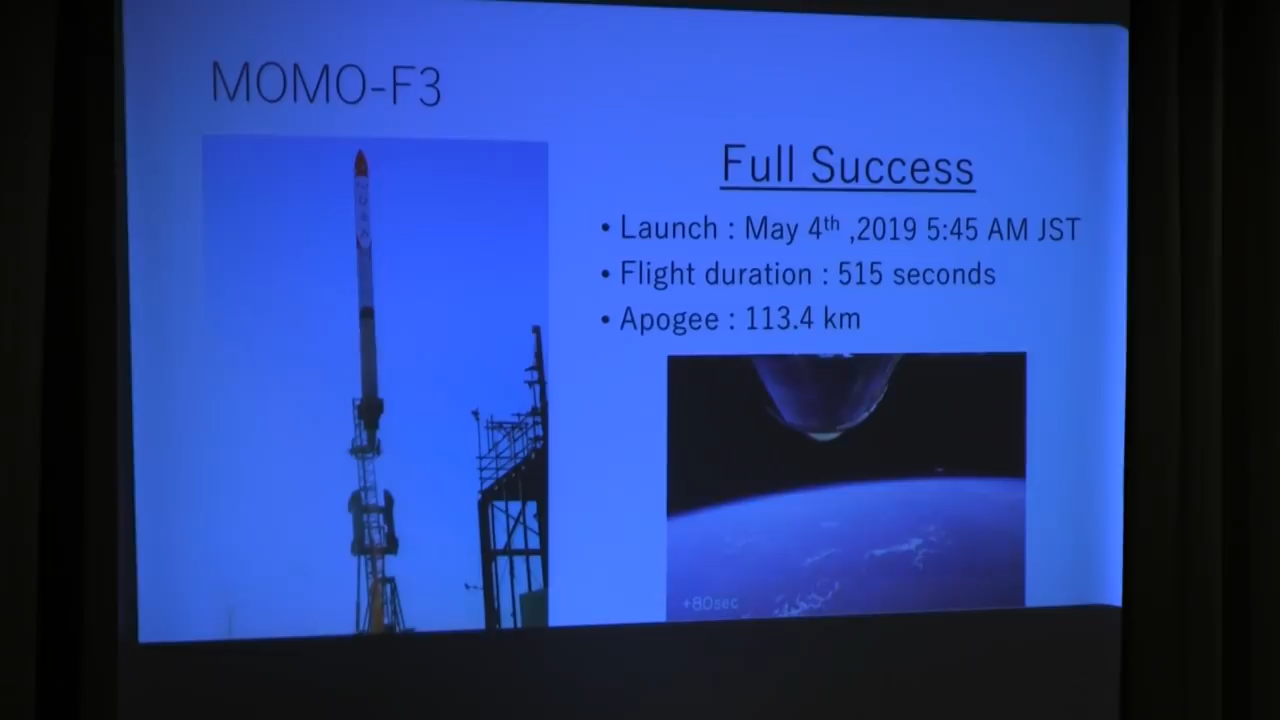 MOMO-F3
Full Success
• Launch : May 4th ,2019 5:45 AM JST
• Flight duration : 515 seconds
• Apogee : 113.4 km
+80sec